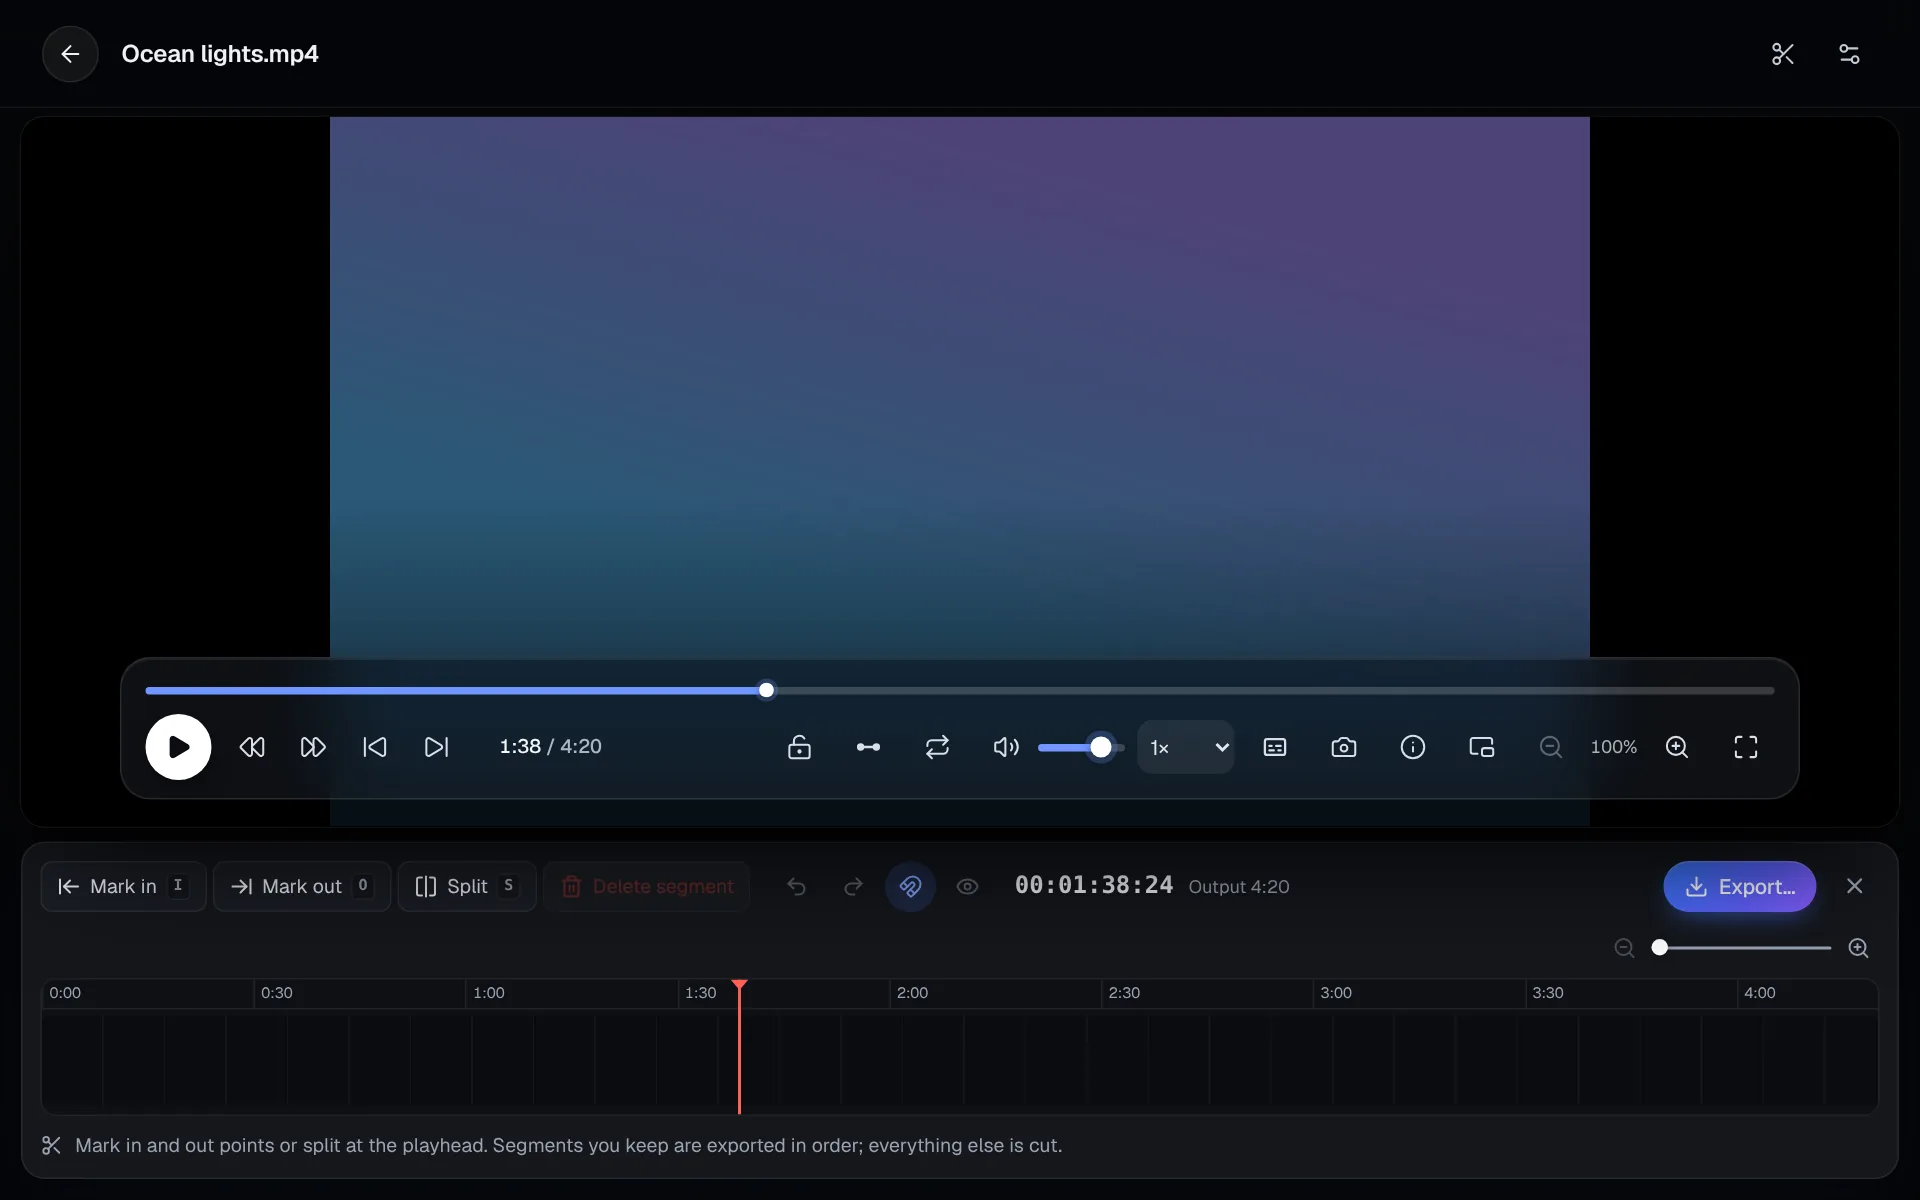 Ocean lights.mp4
1:38 / 4:20
1×
100%
Mark in I
Mark out O
Split S
Delete segment
00:01:38:24
Output 4:20
Export...
0:00 0:30 1:00 1:30 2:00 2:30 3:00 3:30 4:00
Mark in and out points or split at the playhead. Segments you keep are exported in order; everything else is cut.